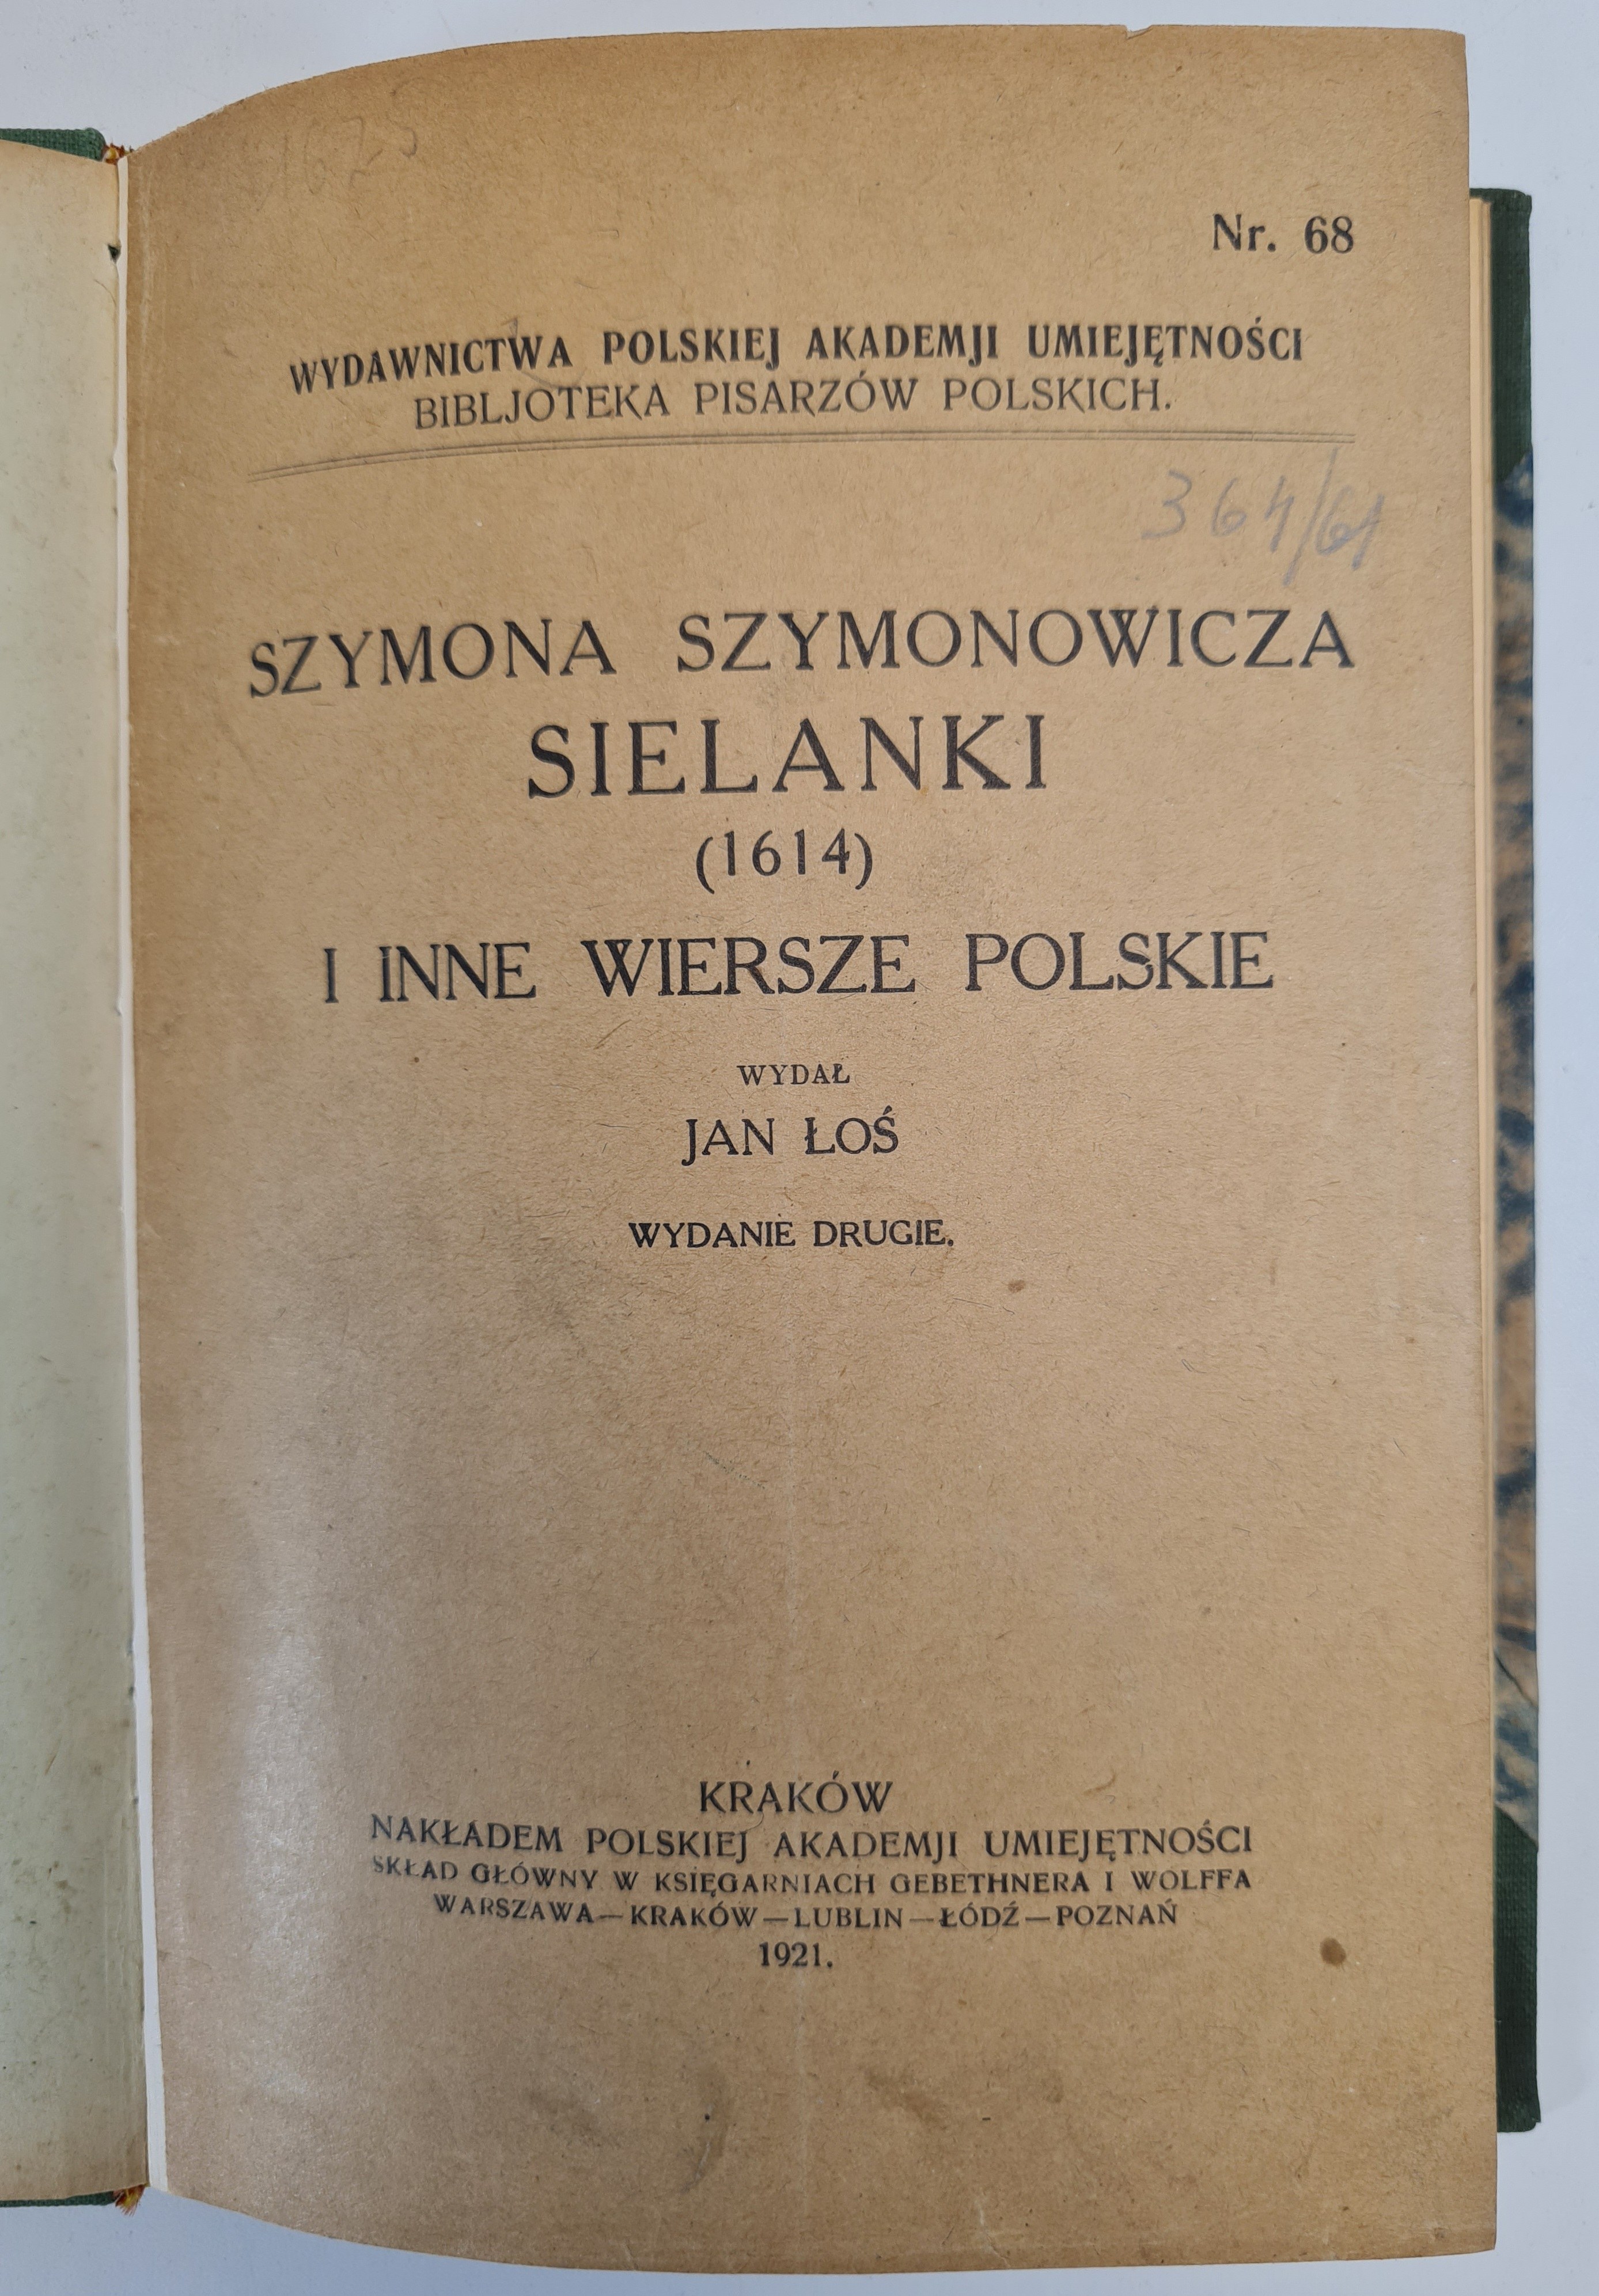 1675
Nr. 68
WYDAWNICTWA POLSKIEJ AKADEMJI UMIEJĘTNOŚCI
BIBLJOTEKA PISARZÓW POLSKICH.
364/61
SZYMONA SZYMONOWICZA
SIELANKI
(1614)
I INNE WIERSZE POLSKIE
WYDAŁ
JAN ŁOŚ
WYDANIE DRUGIE.
KRAKÓW
NAKŁADEM POLSKIEJ AKADEMJI UMIEJĘTNOŚCI
SKŁAD GŁÓWNY W KSIĘGARNIACH GEBETHNERA I WOLFFA
WARSZAWA—KRAKÓW—LUBLIN—ŁÓDŹ—POZNAŃ
1921.